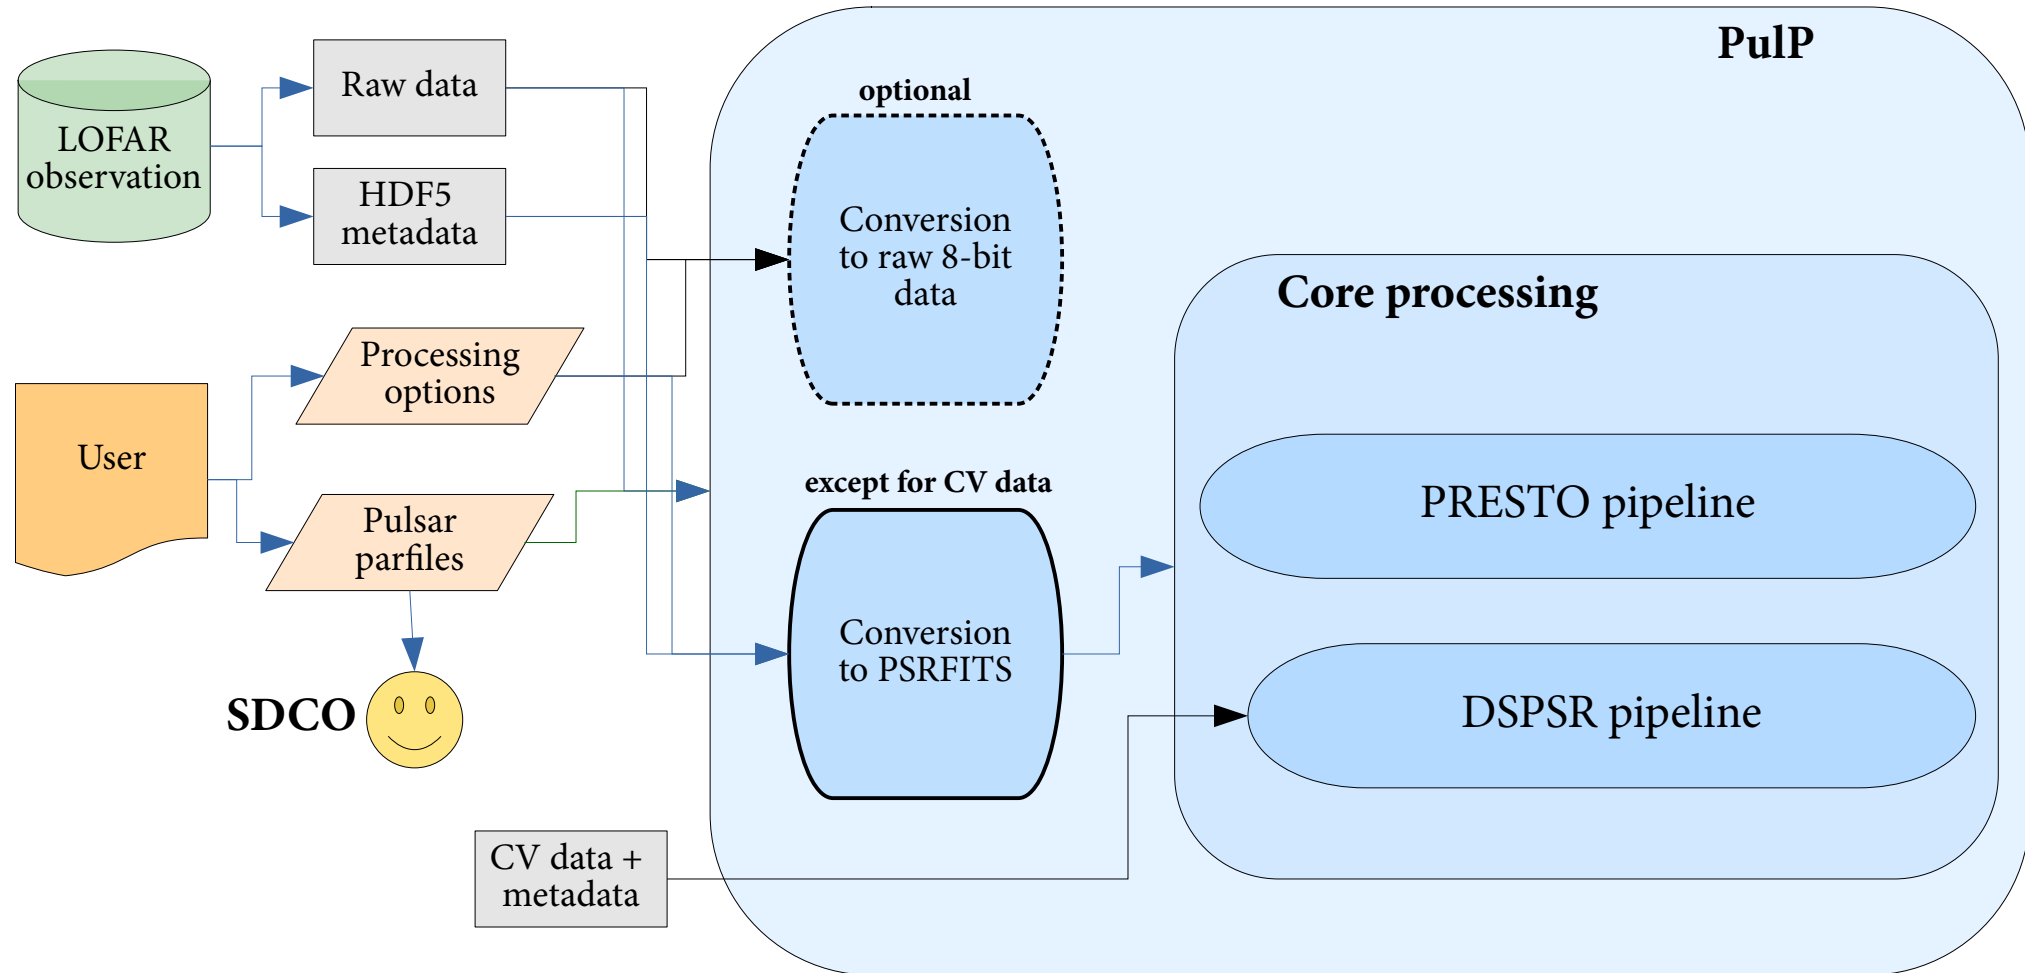 PulP
LOFAR
observation
Raw data
HDF5
metadata
optional
Conversion
to raw 8-bit
data
Core processing
Processing
options
User
Pulsar
parfiles
except for CV data
PRESTO pipeline
Conversion
to PSRFITS
SDCO
DSPSR pipeline
CV data +
metadata